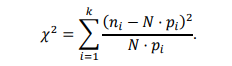 χ² = ∑_{i=1}^{k} (n_i − N · p_i)² / (N · p_i).